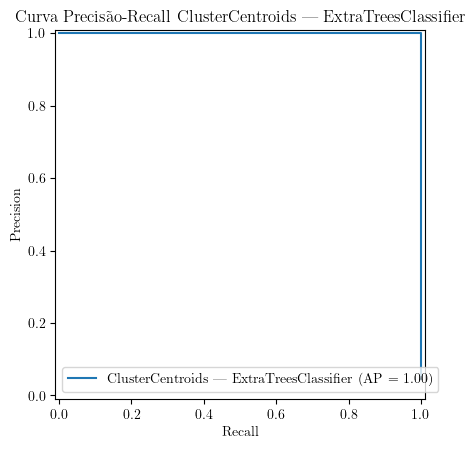 Curva Precisão-Recall ClusterCentroids — ExtraTreesClassifier
1.0
0.8
Precision
0.6
0.4
0.2
0.0
ClusterCentroids — ExtraTreesClassifier (AP = 1.00)
0.0 0.2 0.4 0.6 0.8 1.0
Recall